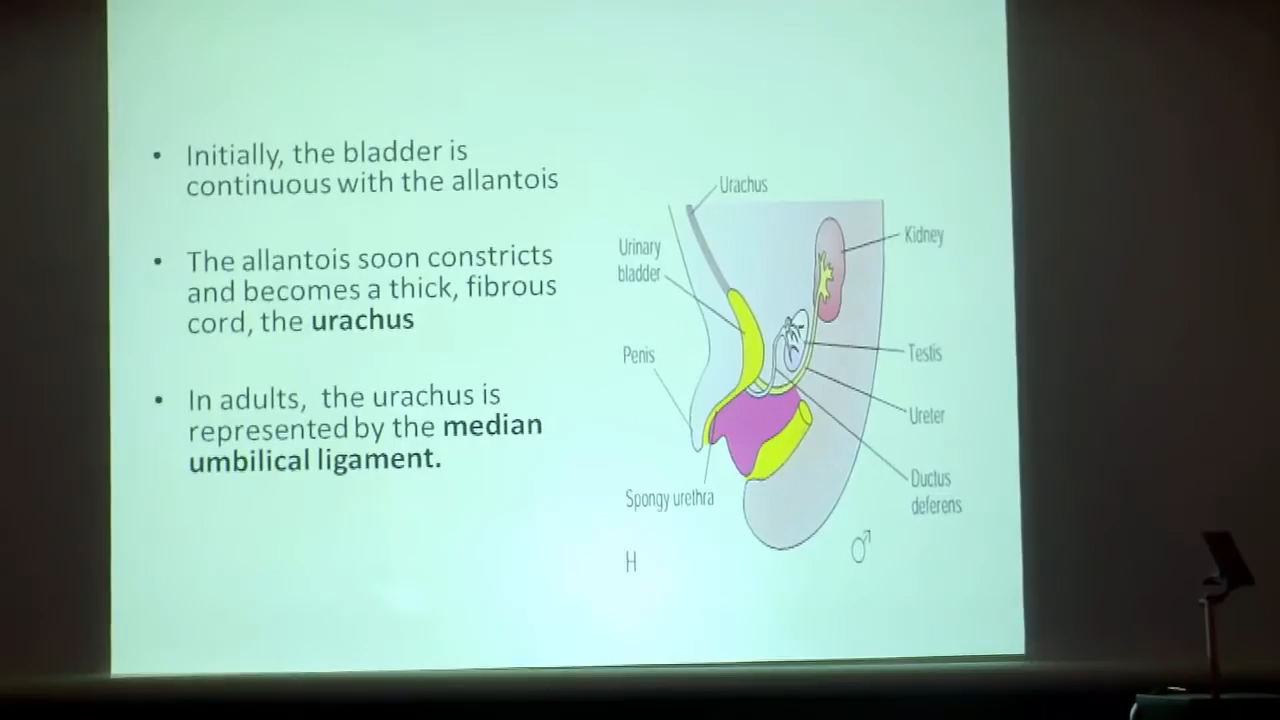 • Initially, the bladder is
continuous with the allantois
• The allantois soon constricts
and becomes a thick, fibrous
cord, the urachus
• In adults, the urachus is
represented by the median
umbilical ligament.
Urachus
Kidney
Urinary
bladder
Penis
Testis
Ureter
Ductus
deferens
Spongy urethra
H
♂